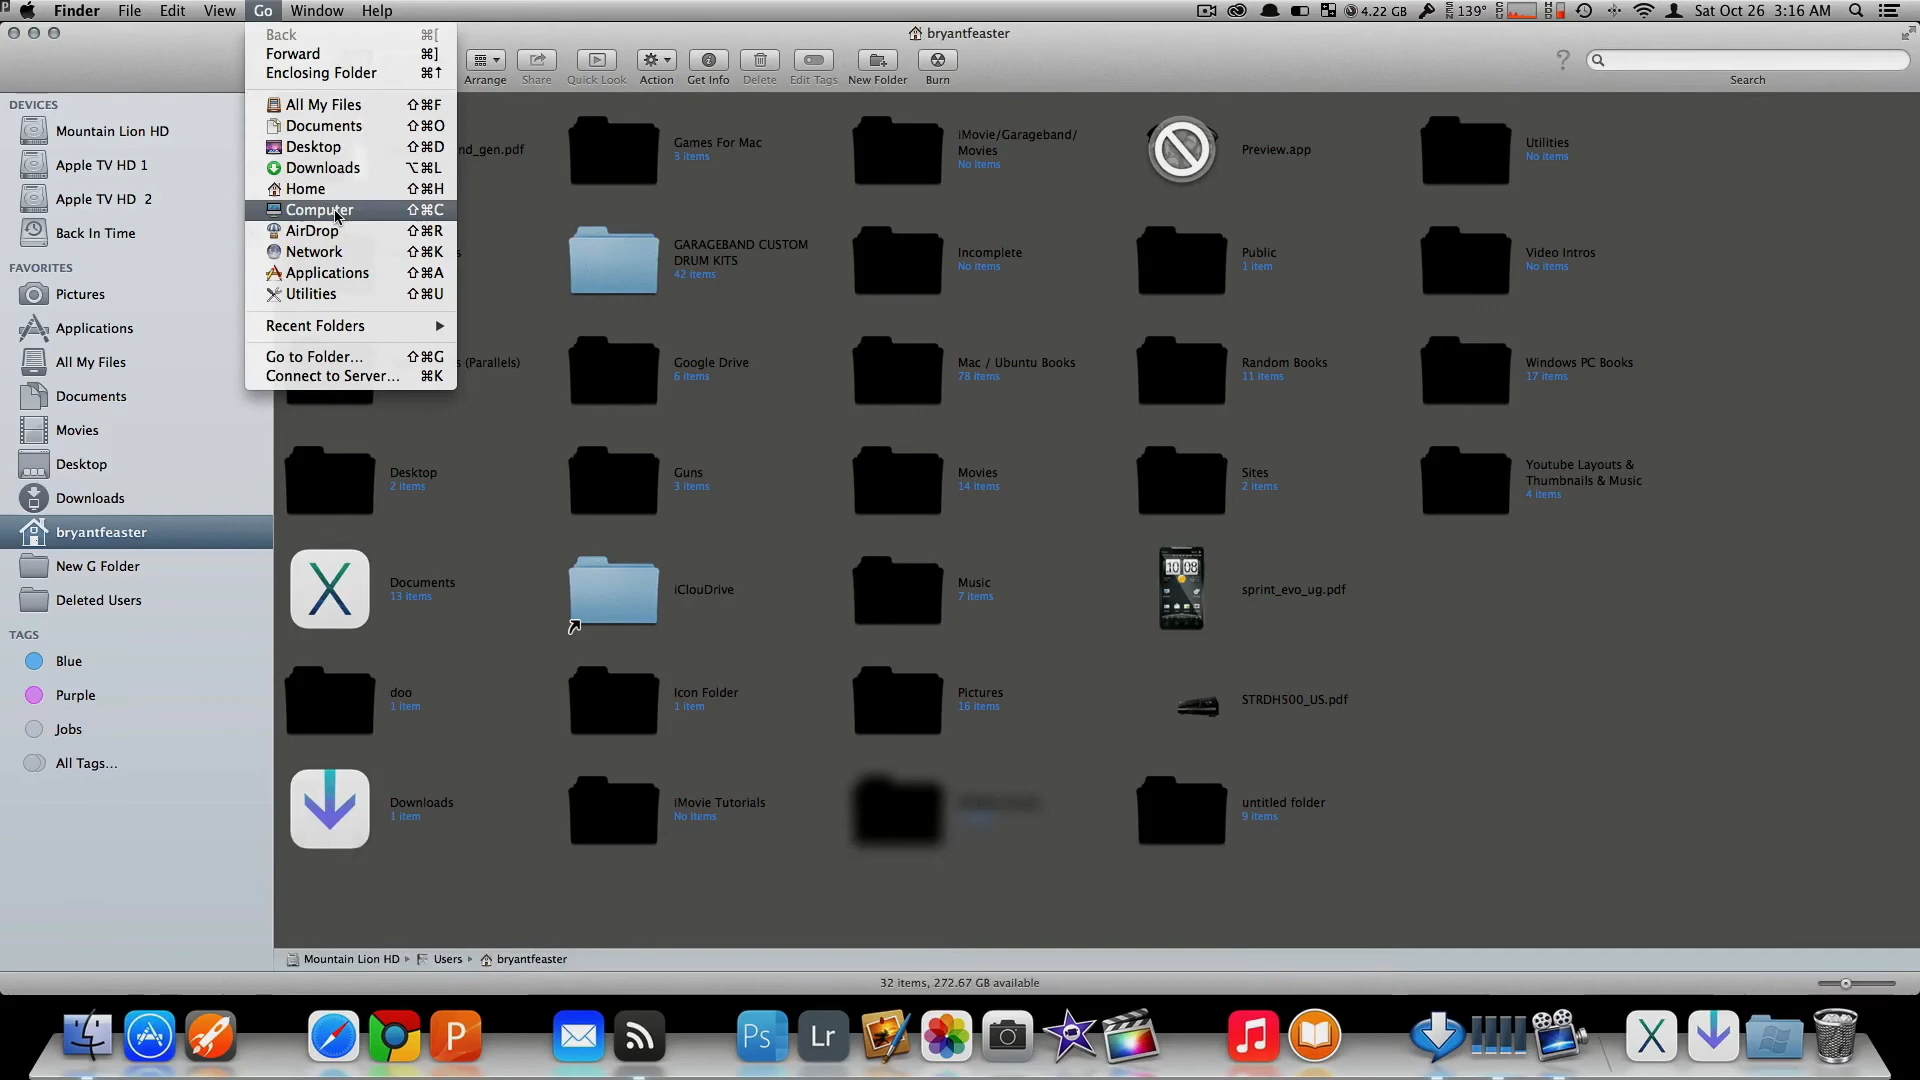 Finder File Edit View Go Window Help
4.22 GB 139° Sat Oct 26 3:16 AM
bryantfeaster
Back ⌘[
Forward ⌘]
Enclosing Folder ⌘↑
All My Files ⇧⌘F
Documents ⇧⌘O
Desktop ⇧⌘D
Downloads ⌥⌘L
Home ⇧⌘H
Computer ⇧⌘C
AirDrop ⇧⌘R
Network ⇧⌘K
Applications ⇧⌘A
Utilities ⇧⌘U
Recent Folders
Go to Folder... ⇧⌘G
Connect to Server... ⌘K
Arrange Share Quick Look Action Get Info Delete Edit Tags New Folder Burn Search
DEVICES
Mountain Lion HD
Apple TV HD 1
Apple TV HD 2
Back In Time
FAVORITES
Pictures
Applications
All My Files
Documents
Movies
Desktop
Downloads
bryantfeaster
New G Folder
Deleted Users
TAGS
Blue
Purple
Jobs
All Tags...
nd_gen.pdf
Games For Mac
3 items
iMovie/Garageband/
Movies
No items
Preview.app
Utilities
No items
GARAGEBAND CUSTOM
DRUM KITS
42 items
Incomplete
No items
Public
1 item
Video Intros
No items
(Parallels)
Google Drive
6 items
Mac / Ubuntu Books
78 items
Random Books
11 items
Windows PC Books
17 items
Desktop
2 items
Guns
3 items
Movies
14 items
Sites
2 items
Youtube Layouts &
Thumbnails & Music
4 items
Documents
13 items
iClouDrive
Music
7 items
sprint_evo_ug.pdf
doo
1 item
Icon Folder
1 item
Pictures
16 items
STRDH500_US.pdf
Downloads
1 item
iMovie Tutorials
No items
untitled folder
9 items
Mountain Lion HD Users bryantfeaster
32 items, 272.67 GB available
X P Ps Lr X